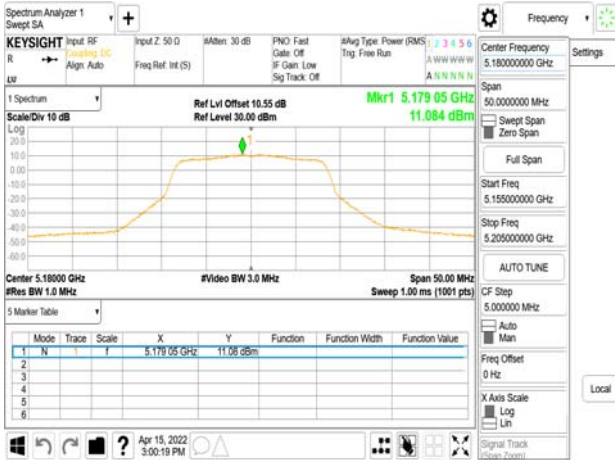 Spectrum Analyzer 1
Swept SA
+
Frequency
KEYSIGHT
R
LXI
Input: RF
Coupling: DC
Align: Auto
Input Z: 50 Ω
Freq Ref: Int (S)
#Atten: 30 dB
PNO: Fast
Gate: Off
IF Gain: Low
Sig Track: Off
#Avg Type: Power (RMS
Trig: Free Run
1 2 3 4 5 6
A W W W W W
A N N N N N
1 Spectrum
Scale/Div 10 dB
Ref Lvl Offset 10.55 dB
Ref Level 30.00 dBm
Mkr1 5.179 05 GHz
11.084 dBm
Log
20.0
10.0
0.00
-10.0
-20.0
-30.0
-40.0
-50.0
-60.0
1
Center 5.18000 GHz
#Video BW 3.0 MHz
Span 50.00 MHz
#Res BW 1.0 MHz
Sweep 1.00 ms (1001 pts)
5 Marker Table
Mode Trace Scale X Y Function Function Width Function Value
1 N 1 f 5.179 05 GHz 11.08 dBm
2
3
4
5
6
Apr 15, 2022
3:00:19 PM
?
Center Frequency
5.180000000 GHz
Settings
Span
50.0000000 MHz
Swept Span
Zero Span
Full Span
Start Freq
5.155000000 GHz
Stop Freq
5.205000000 GHz
AUTO TUNE
CF Step
5.000000 MHz
Auto
Man
Freq Offset
0 Hz
X Axis Scale
Log
Lin
Local
Signal Track
(Span Zoom)